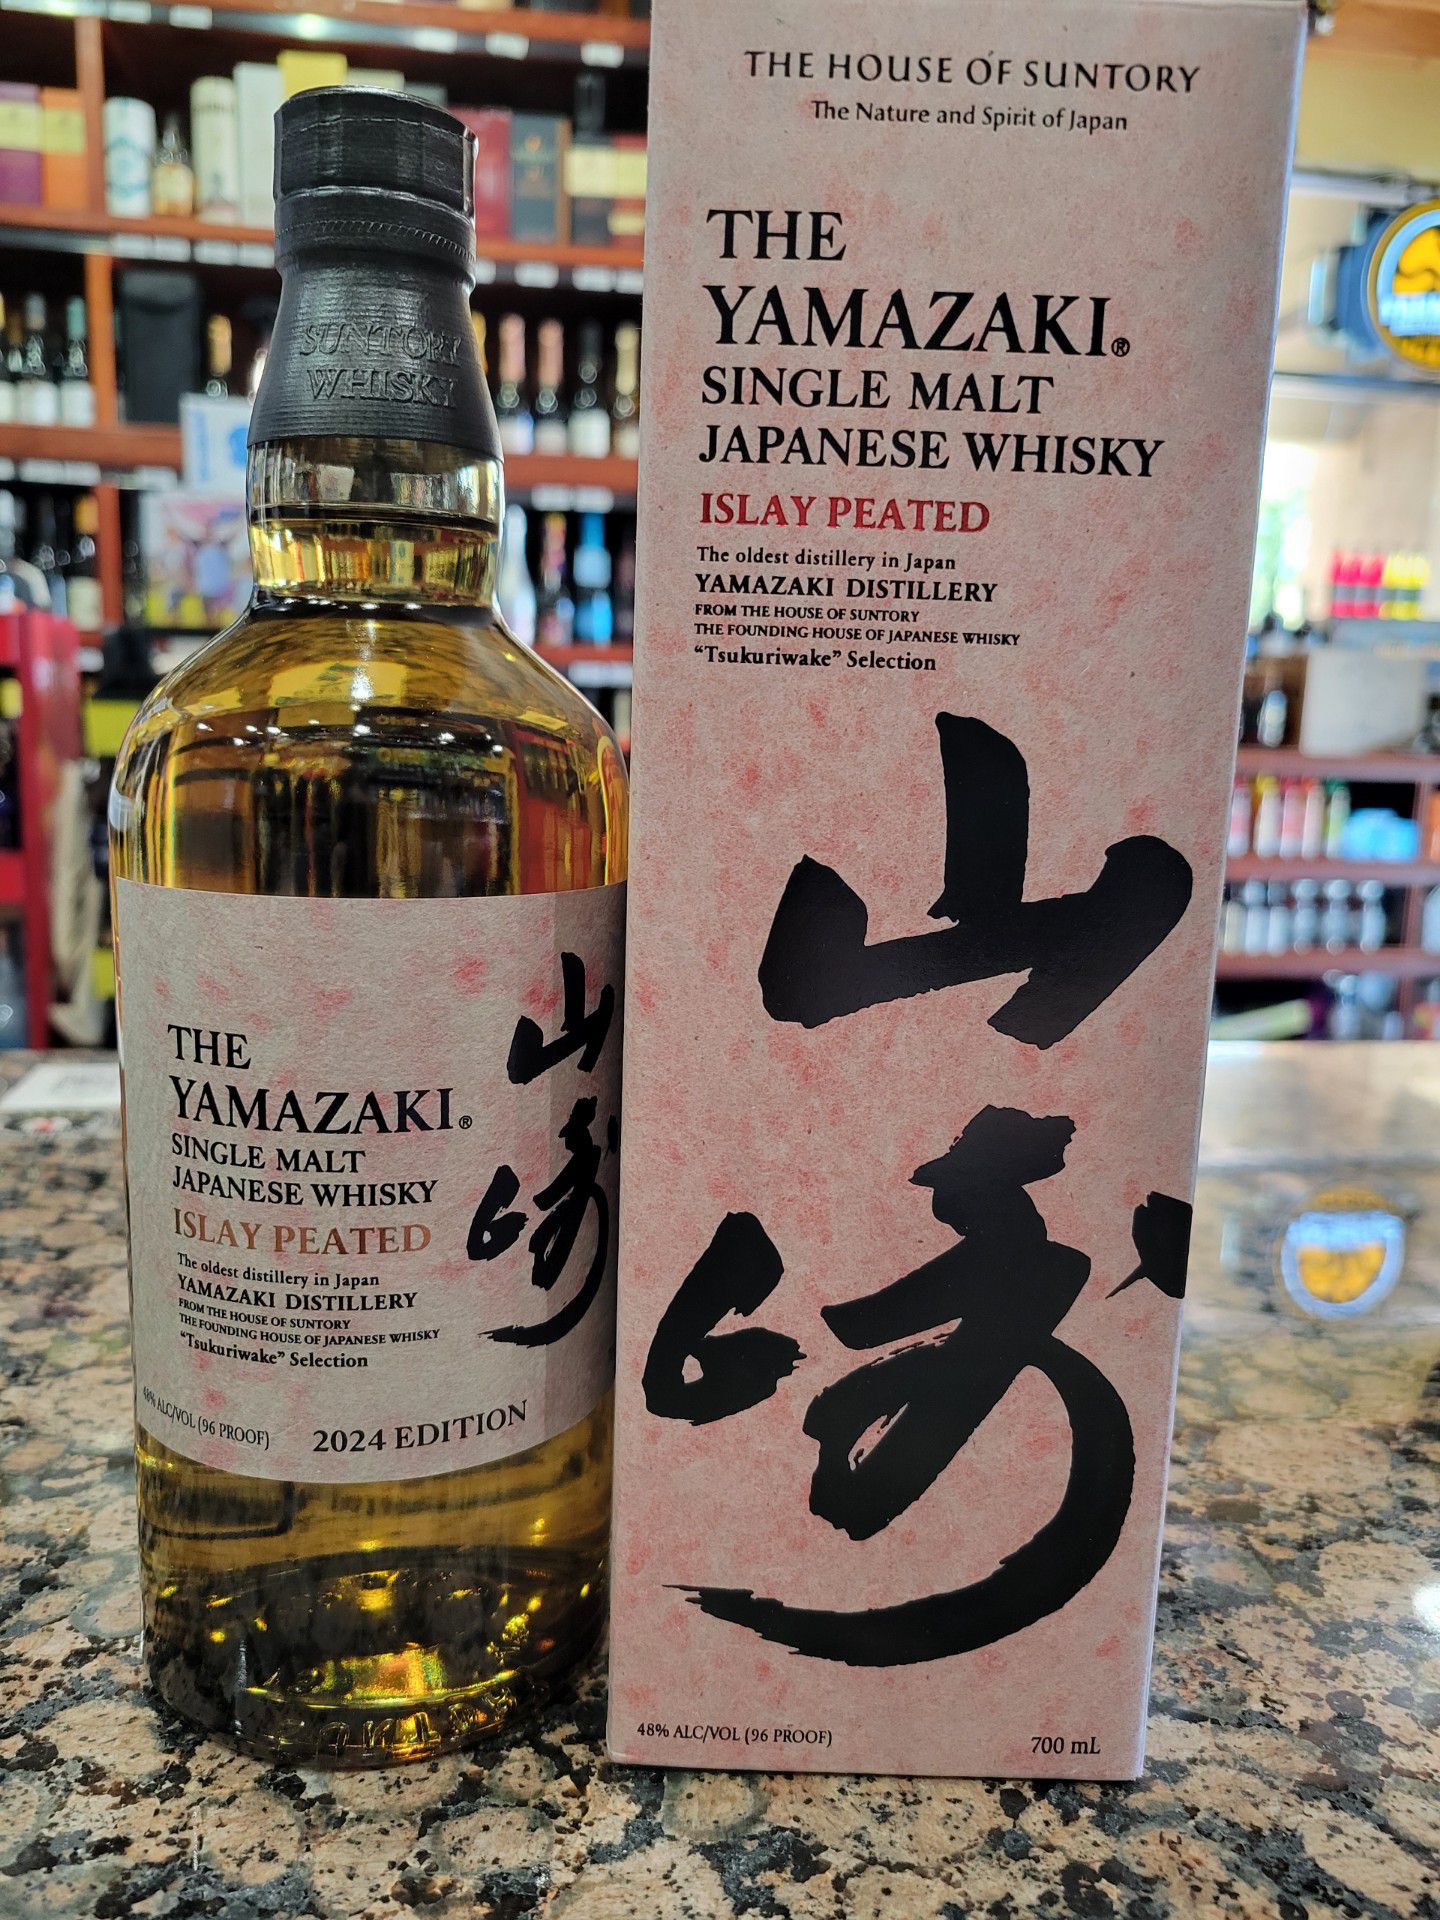 SUNTORY
WHISKY
THE
YAMAZAKI®
SINGLE MALT
JAPANESE WHISKY
ISLAY PEATED
The oldest distillery in Japan
YAMAZAKI DISTILLERY
FROM THE HOUSE OF SUNTORY
THE FOUNDING HOUSE OF JAPANESE WHISKY
“Tsukuriwake” Selection
48% ALC/VOL (96 PROOF)
2024 EDITION
山
崎
THE HOUSE OF SUNTORY
The Nature and Spirit of Japan
THE
YAMAZAKI®
SINGLE MALT
JAPANESE WHISKY
ISLAY PEATED
The oldest distillery in Japan
YAMAZAKI DISTILLERY
FROM THE HOUSE OF SUNTORY
THE FOUNDING HOUSE OF JAPANESE WHISKY
“Tsukuriwake” Selection
山
崎
48% ALC/VOL (96 PROOF)
700 mL